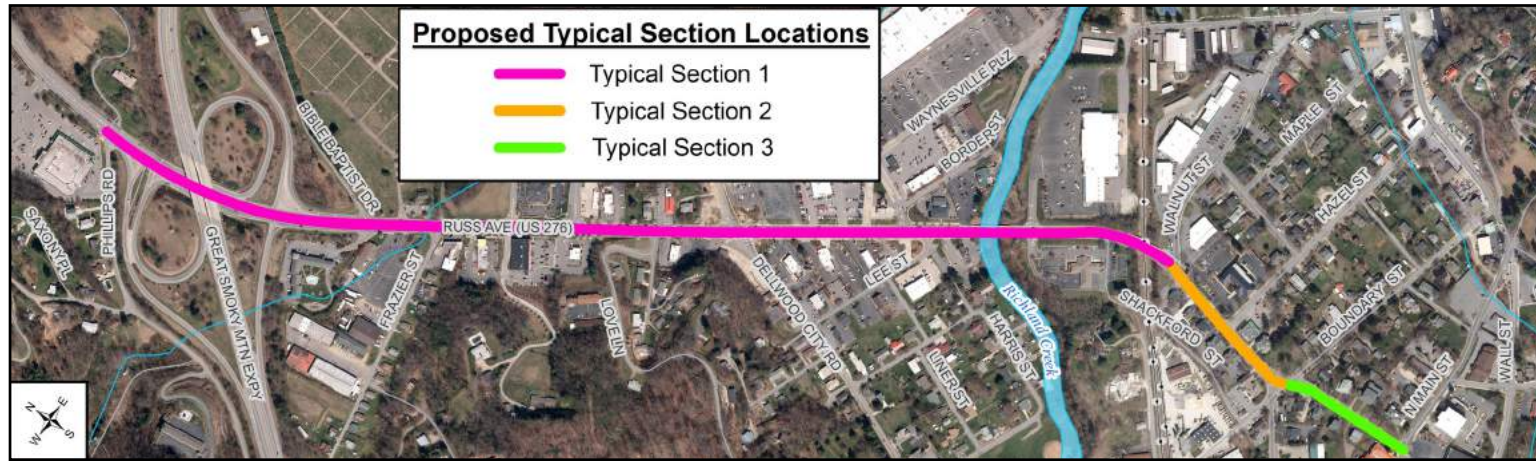 Proposed Typical Section Locations
Typical Section 1
Typical Section 2
Typical Section 3
SAXONY PL
PHILLIPS RD
GREAT SMOKY MTN EXPY
BIBLE BAPTIST DR
FRAZIER ST
RUSS AVE (US 276)
LOVE LN
DELLWOOD CITY RD
LEE ST
LINER ST
HARRIS ST
WAYNESVILLE PLZ
BORDER ST
Richland Creek
SHACKFORD ST
WALNUT ST
MAPLE ST
HAZEL ST
BOUNDARY ST
N MAIN ST
WALL ST
N
E
W
S